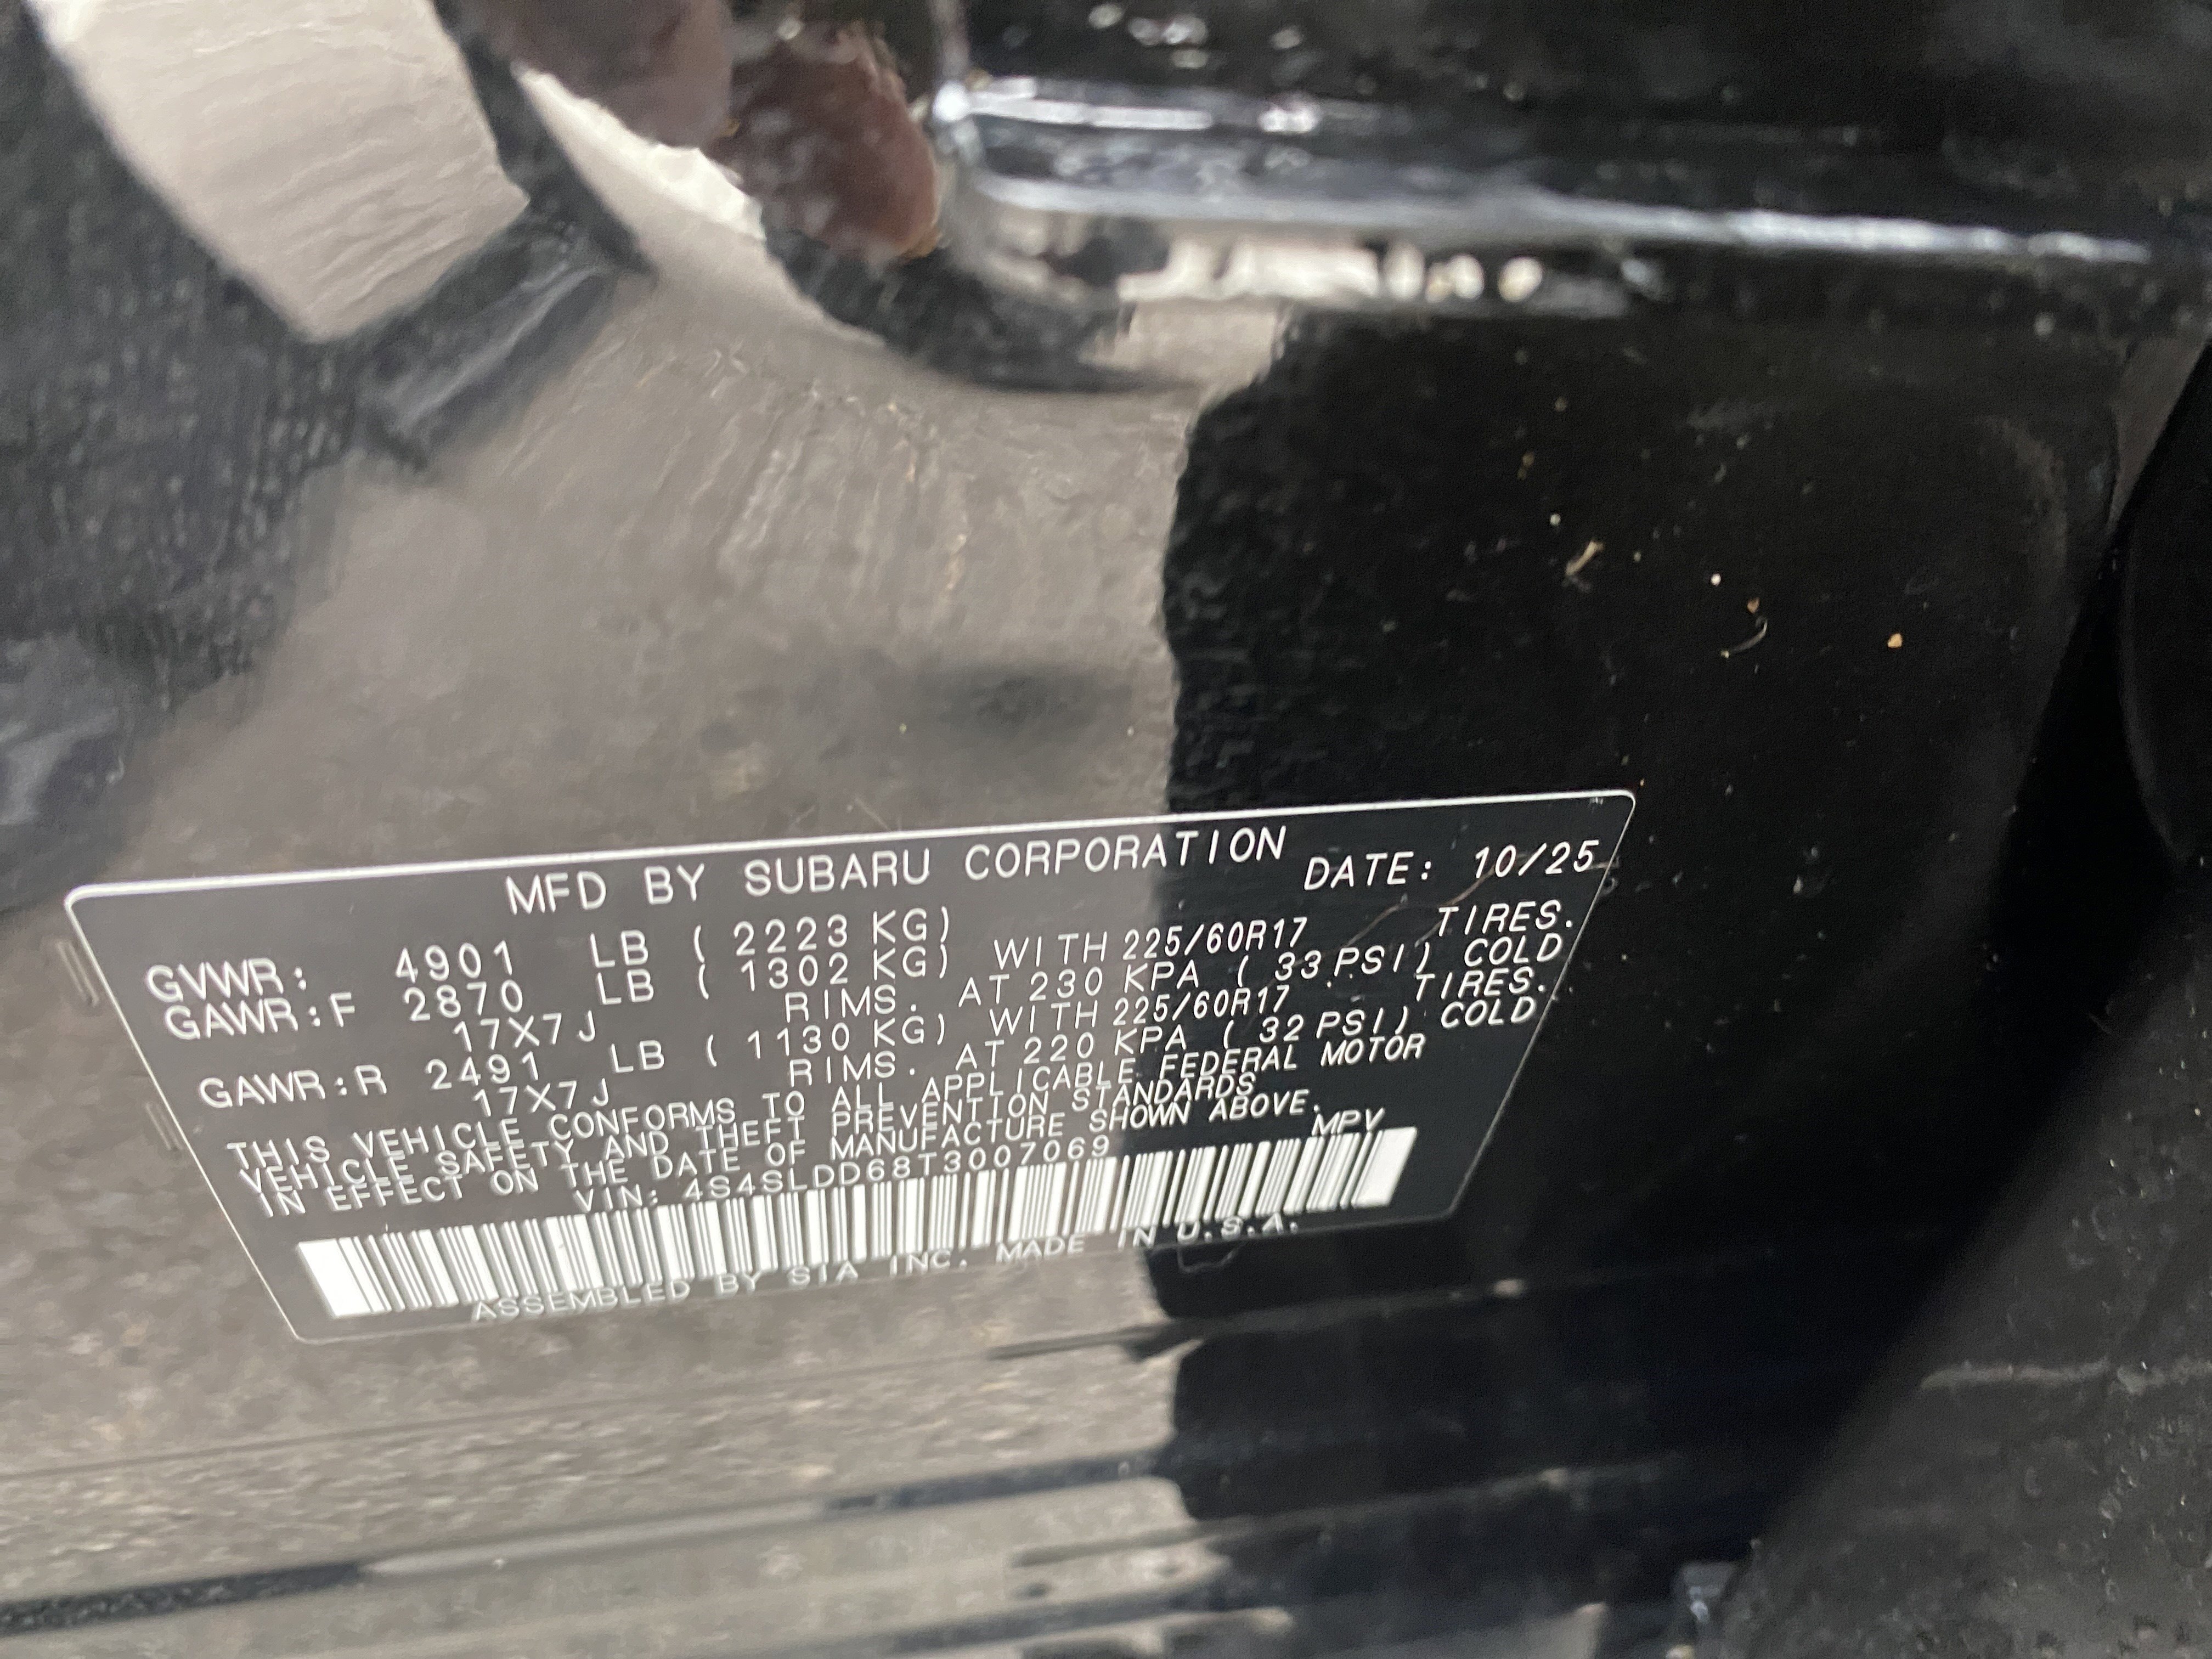 MFD BY SUBARU CORPORATION DATE: 10/25
GVWR: 4901 LB ( 2223 KG)
GAWR:F 2870 LB ( 1302 KG) WITH 225/60R17 TIRES.
17X7J RIMS. AT 230 KPA ( 33 PSI) COLD
GAWR:R 2491 LB ( 1130 KG) WITH 225/60R17 TIRES.
17X7J RIMS. AT 220 KPA ( 32 PSI) COLD
THIS VEHICLE CONFORMS TO ALL APPLICABLE FEDERAL MOTOR
VEHICLE SAFETY AND THEFT PREVENTION STANDARDS
IN EFFECT ON THE DATE OF MANUFACTURE SHOWN ABOVE.
VIN: 4S4SLDD68T3007069 MPV
ASSEMBLED BY SIA INC. MADE IN U.S.A.